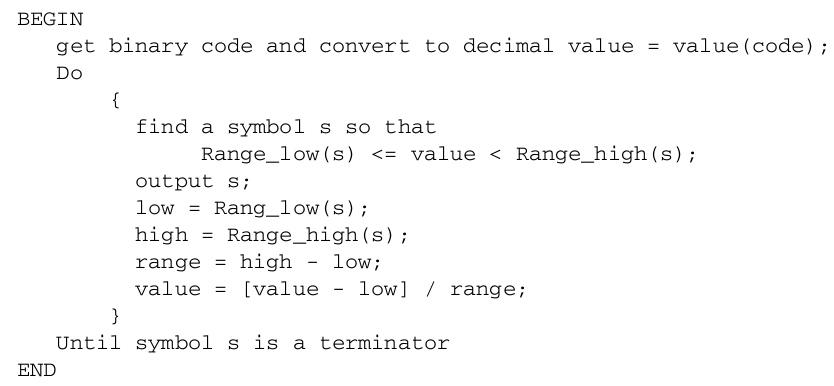 BEGIN
get binary code and convert to decimal value = value(code);
Do
{
find a symbol s so that
Range_low(s) <= value < Range_high(s);
output s;
low = Rang_low(s);
high = Range_high(s);
range = high - low;
value = [value - low] / range;
}
Until symbol s is a terminator
END